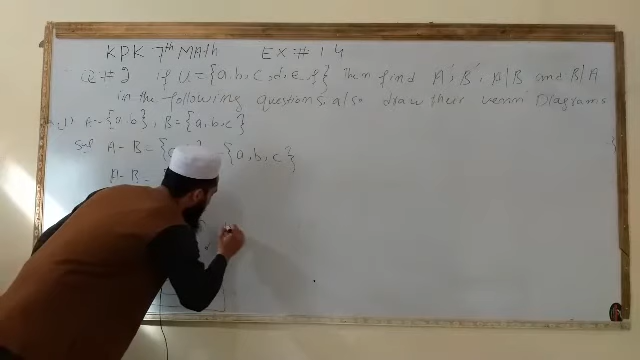 KPK 7th MATH EX:# 1.4
Q:# 9 if U = {a,b,c,d,e,f} then find A', B', A\B and B\A
in the following questions, also draw their venn Diagrams
A = {a,b}, B = {a,b,c}
Sol A - B = {a {a,b,c}
A - B =